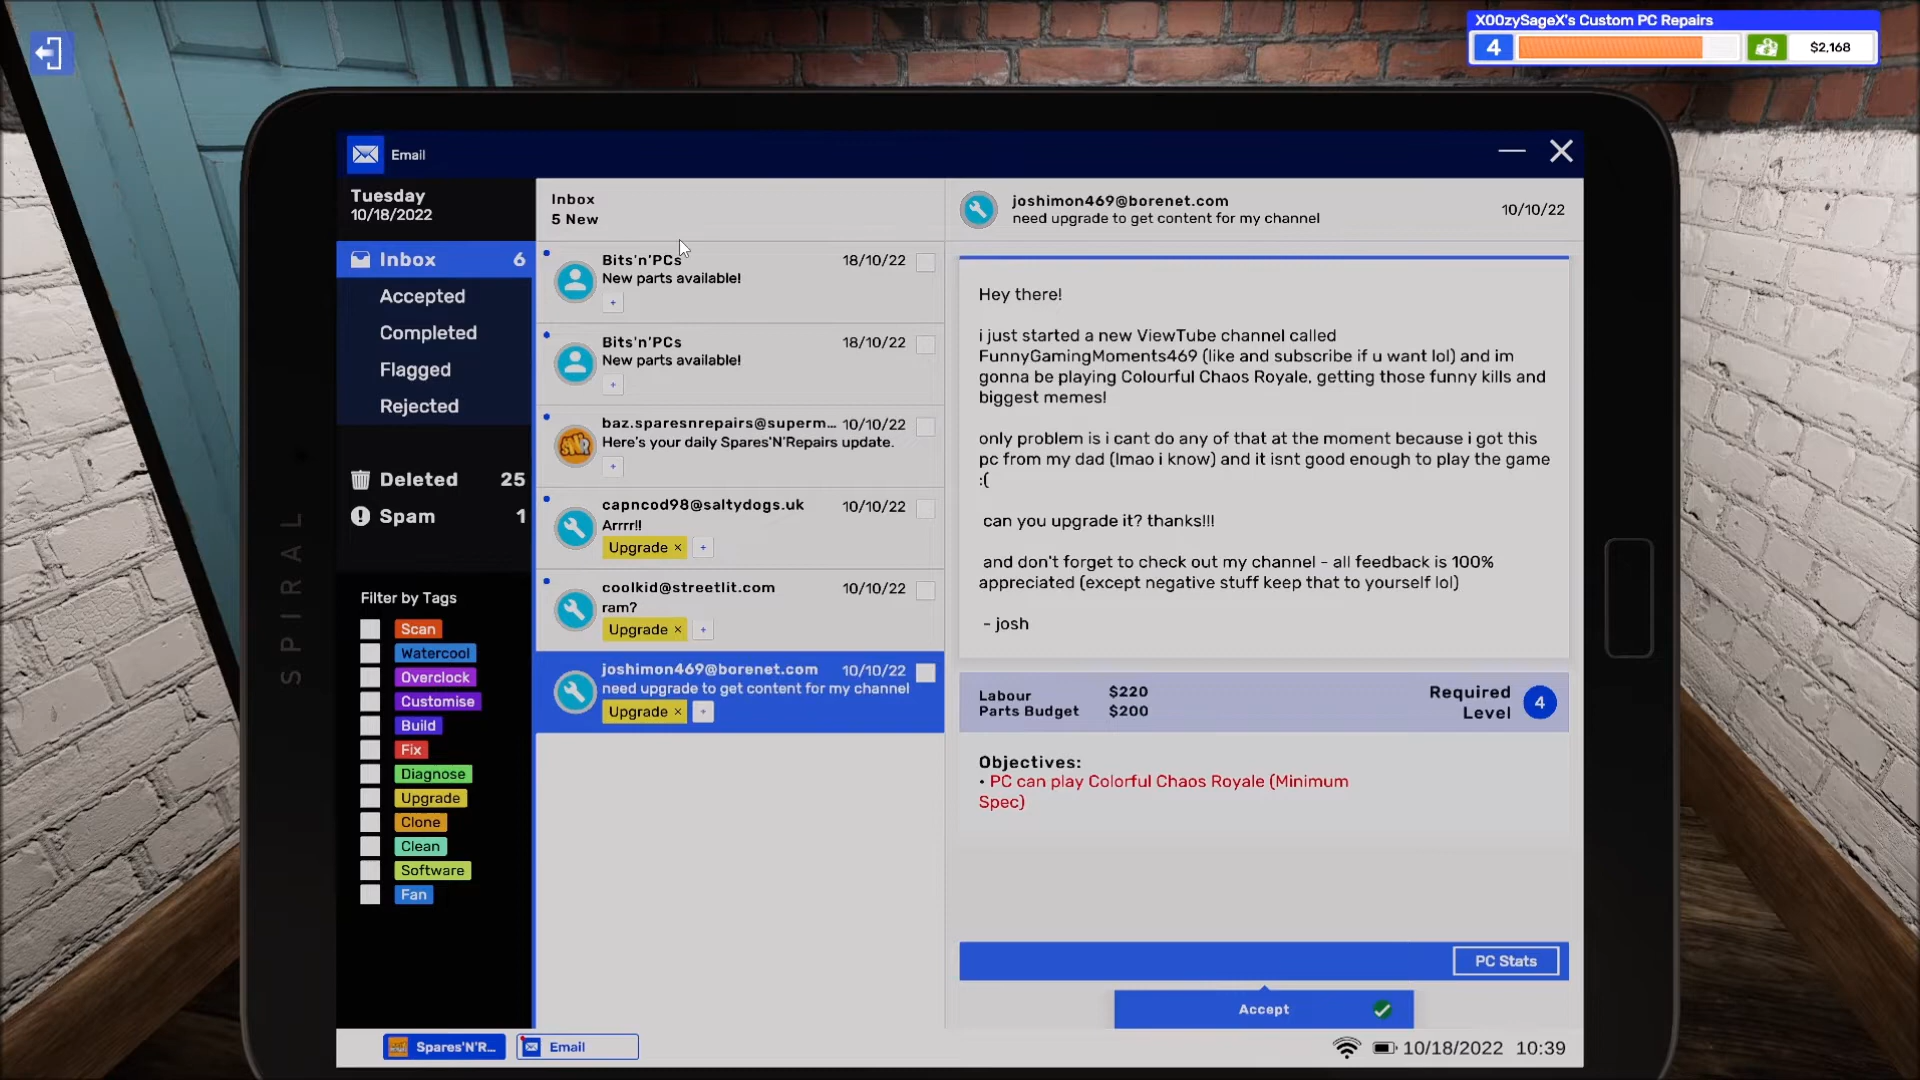 X00zySageX's Custom PC Repairs
4
$2,168
Email
Tuesday
10/18/2022
Inbox 6
Accepted
Completed
Flagged
Rejected
Deleted 25
Spam 1
Filter by Tags
Scan
Watercool
Overclock
Customise
Build
Fix
Diagnose
Upgrade
Clone
Clean
Software
Fan
SPIRAL
Inbox
5 New
Bits'n'PCs 18/10/22
New parts available!
+
Bits'n'PCs 18/10/22
New parts available!
+
baz.sparesnrepairs@superm... 10/10/22
Here's your daily Spares'N'Repairs update.
+
capncod98@saltydogs.uk 10/10/22
Arrrr!!
Upgrade × +
coolkid@streetlit.com 10/10/22
ram?
Upgrade × +
joshimon469@borenet.com 10/10/22
need upgrade to get content for my channel
Upgrade × +
joshimon469@borenet.com
need upgrade to get content for my channel
10/10/22
Hey there!
i just started a new ViewTube channel called
FunnyGamingMoments469 (like and subscribe if u want lol) and im
gonna be playing Colourful Chaos Royale, getting those funny kills and
biggest memes!
only problem is i cant do any of that at the moment because i got this
pc from my dad (lmao i know) and it isnt good enough to play the game
:(
can you upgrade it? thanks!!!
and don't forget to check out my channel - all feedback is 100%
appreciated (except negative stuff keep that to yourself lol)
- josh
Labour $220
Parts Budget $200
Required
Level
4
Objectives:
• PC can play Colorful Chaos Royale (Minimum
Spec)
PC Stats
Accept
Spares'N'R...
Email
10/18/2022 10:39